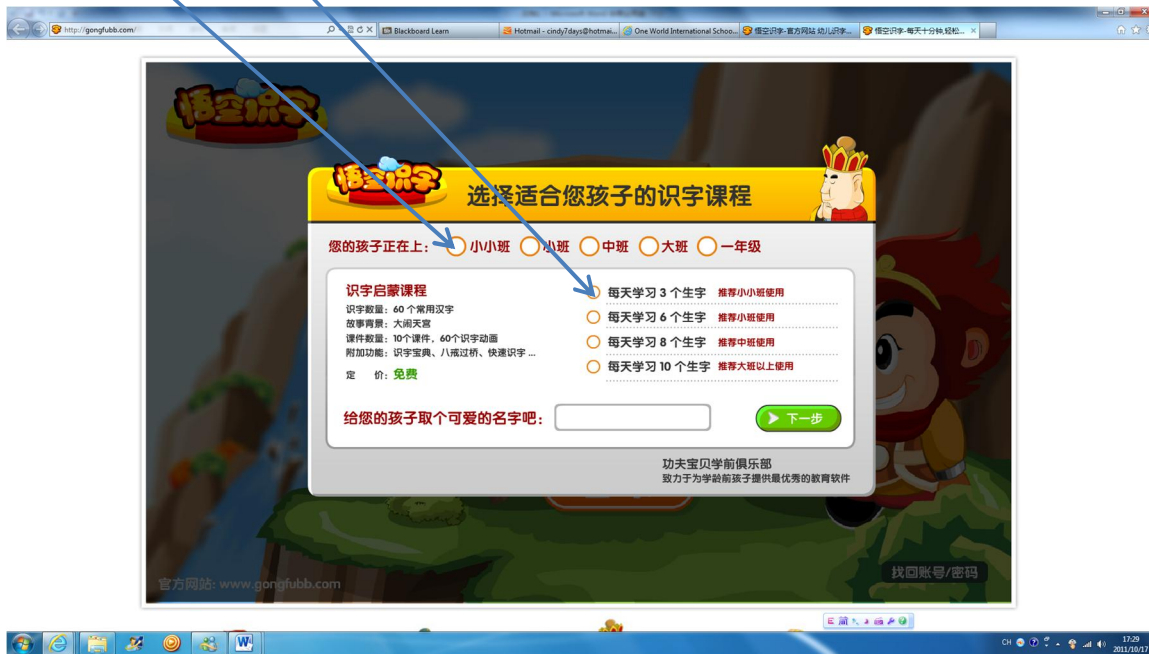 http://gongfubb.com/
Blackboard Learn
Hotmail - cindy7days@hotmai...
One World International Schoo...
悟空识字-官方网站 幼儿识字...
悟空识字-每天十分钟,轻松...
悟空识字
悟空识字
选择适合您孩子的识字课程
您的孩子正在上： 小小班 小班 中班 大班 一年级
识字启蒙课程
识字数量：60 个常用汉字
故事背景：大闹天宫
课件数量：10个课件，60个识字动画
附加功能：识字宝典、八戒过桥、快速识字 ...
定 价：免费
每天学习 3 个生字 推荐小小班使用
每天学习 6 个生字 推荐小班使用
每天学习 8 个生字 推荐中班使用
每天学习 10 个生字 推荐大班以上使用
给您的孩子取个可爱的名字吧：
下一步
功夫宝贝学前俱乐部
致力于为学龄前孩子提供最优秀的教育软件
找回账号/密码
官方网站: www.gongfubb.com
简
CH
17:29
2011/10/17